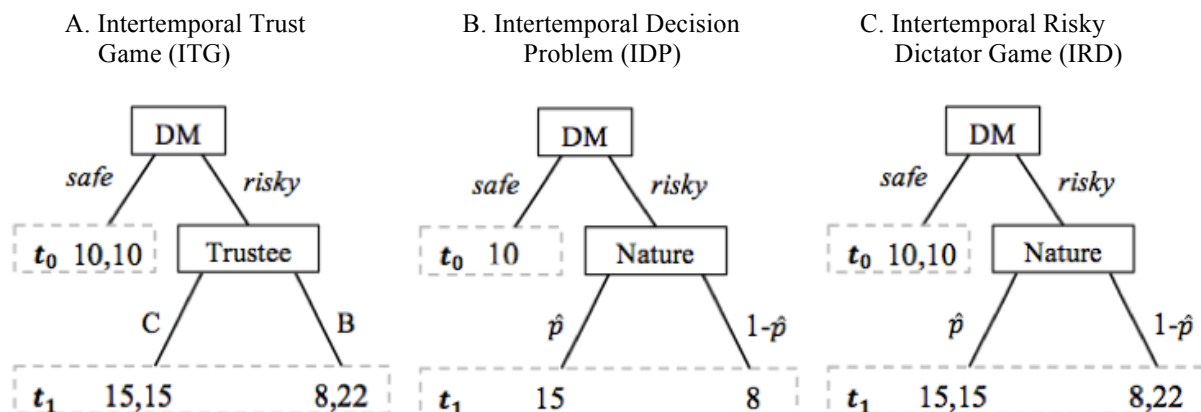 A. Intertemporal Trust
Game (ITG)
B. Intertemporal Decision
Problem (IDP)
C. Intertemporal Risky
Dictator Game (IRD)
DM
safe
risky
t₀ 10,10
Trustee
C
B
t₁ 15,15 8,22
DM
safe
risky
t₀ 10
Nature
p̂
1-p̂
t₁ 15 8
DM
safe
risky
t₀ 10,10
Nature
p̂
1-p̂
t₁ 15,15 8,22